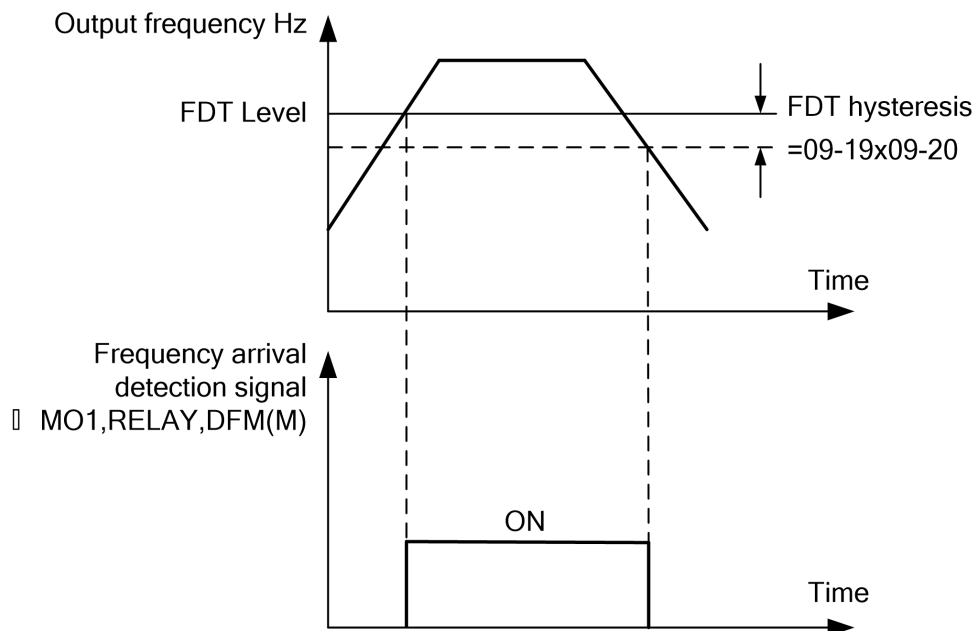 Output frequency Hz
FDT Level
FDT hysteresis
=09-19x09-20
Time
Frequency arrival
detection signal
MO1,RELAY,DFM(M)
ON
Time